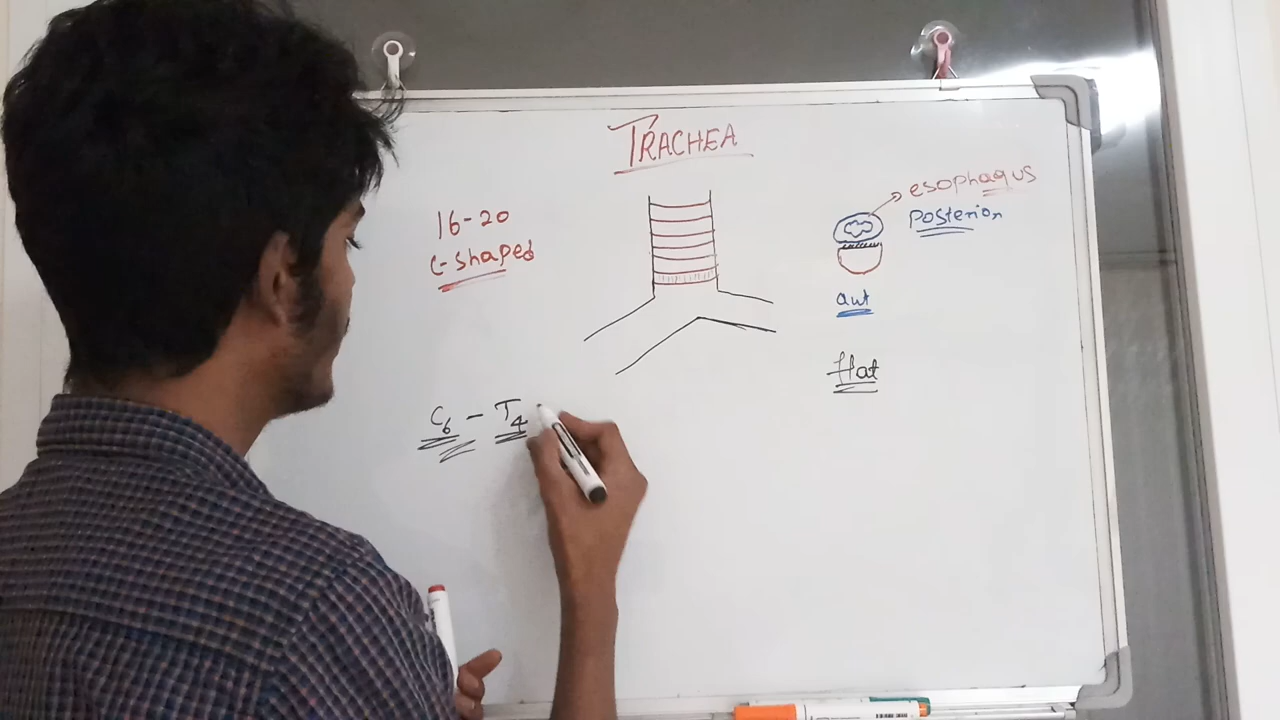 TRACHEA
16-20
C-shaped
esophagus
Posterior
ant
flat
C6 - T4